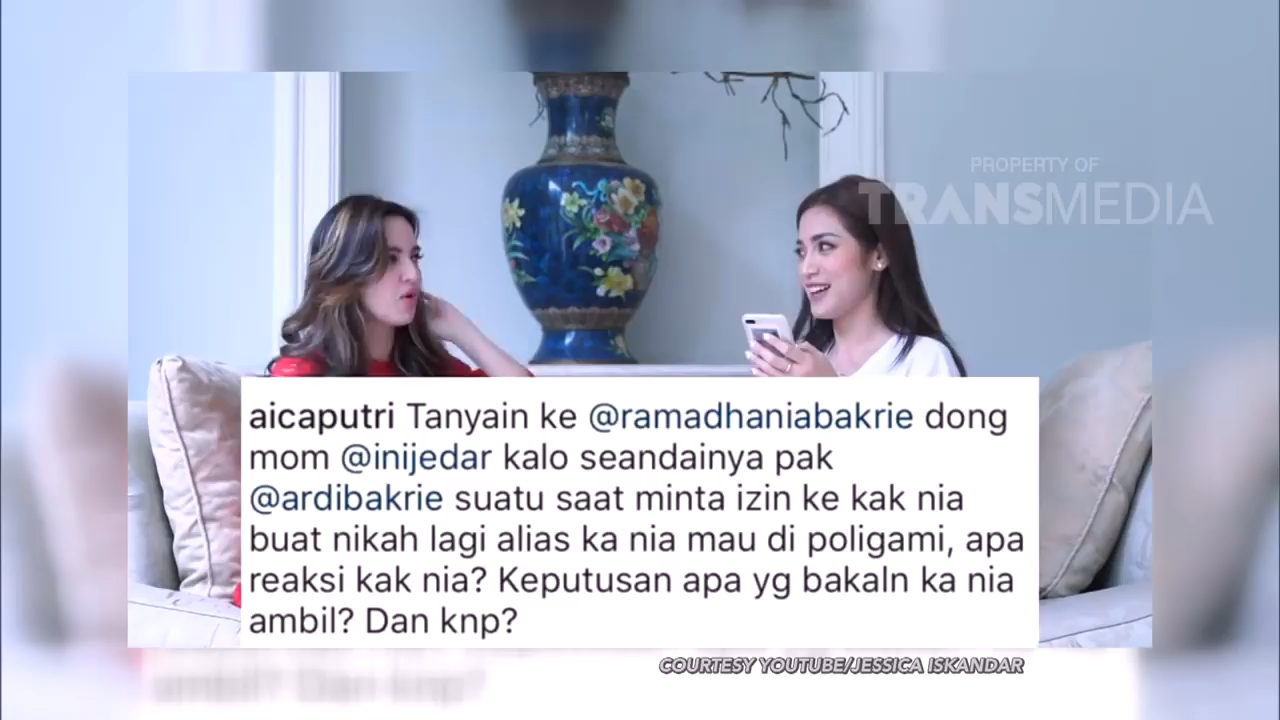 PROPERTY OF
TRANSMEDIA
aicaputri Tanyain ke @ramadhaniabakrie dong
mom @inijedar kalo seandainya pak
@ardibakrie suatu saat minta izin ke kak nia
buat nikah lagi alias ka nia mau di poligami, apa
reaksi kak nia? Keputusan apa yg bakaln ka nia
ambil? Dan knp?
COURTESY YOUTUBE/JESSICA ISKANDAR